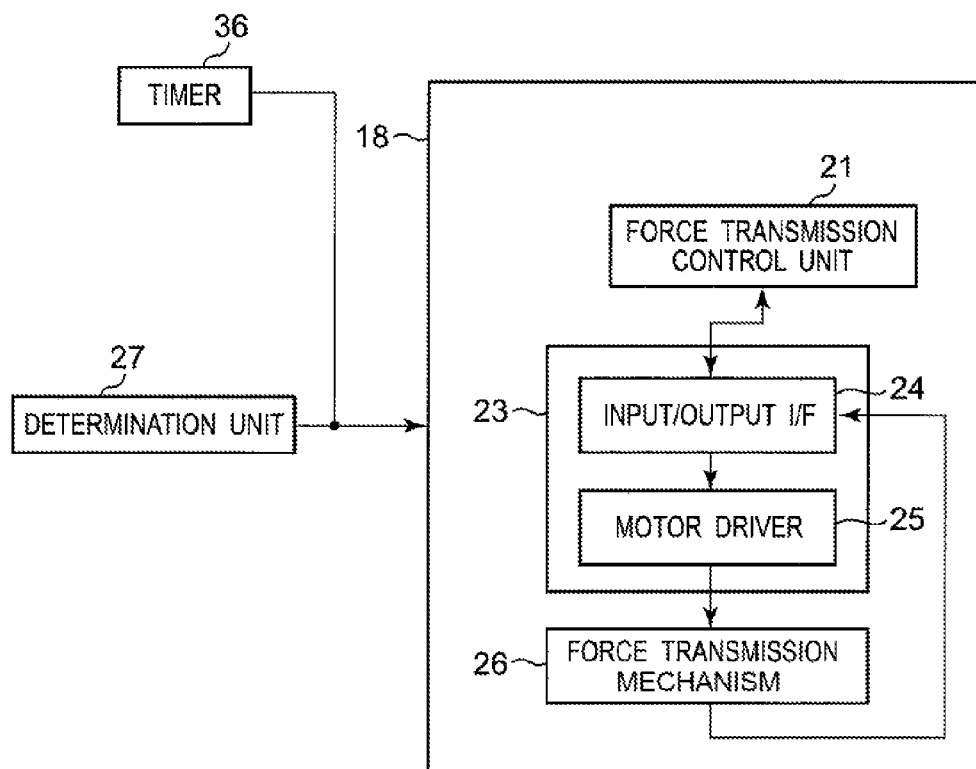 36
TIMER
18
21
FORCE TRANSMISSION
CONTROL UNIT
27
DETERMINATION UNIT
23
INPUT/OUTPUT I/F
24
MOTOR DRIVER
25
26
FORCE TRANSMISSION
MECHANISM